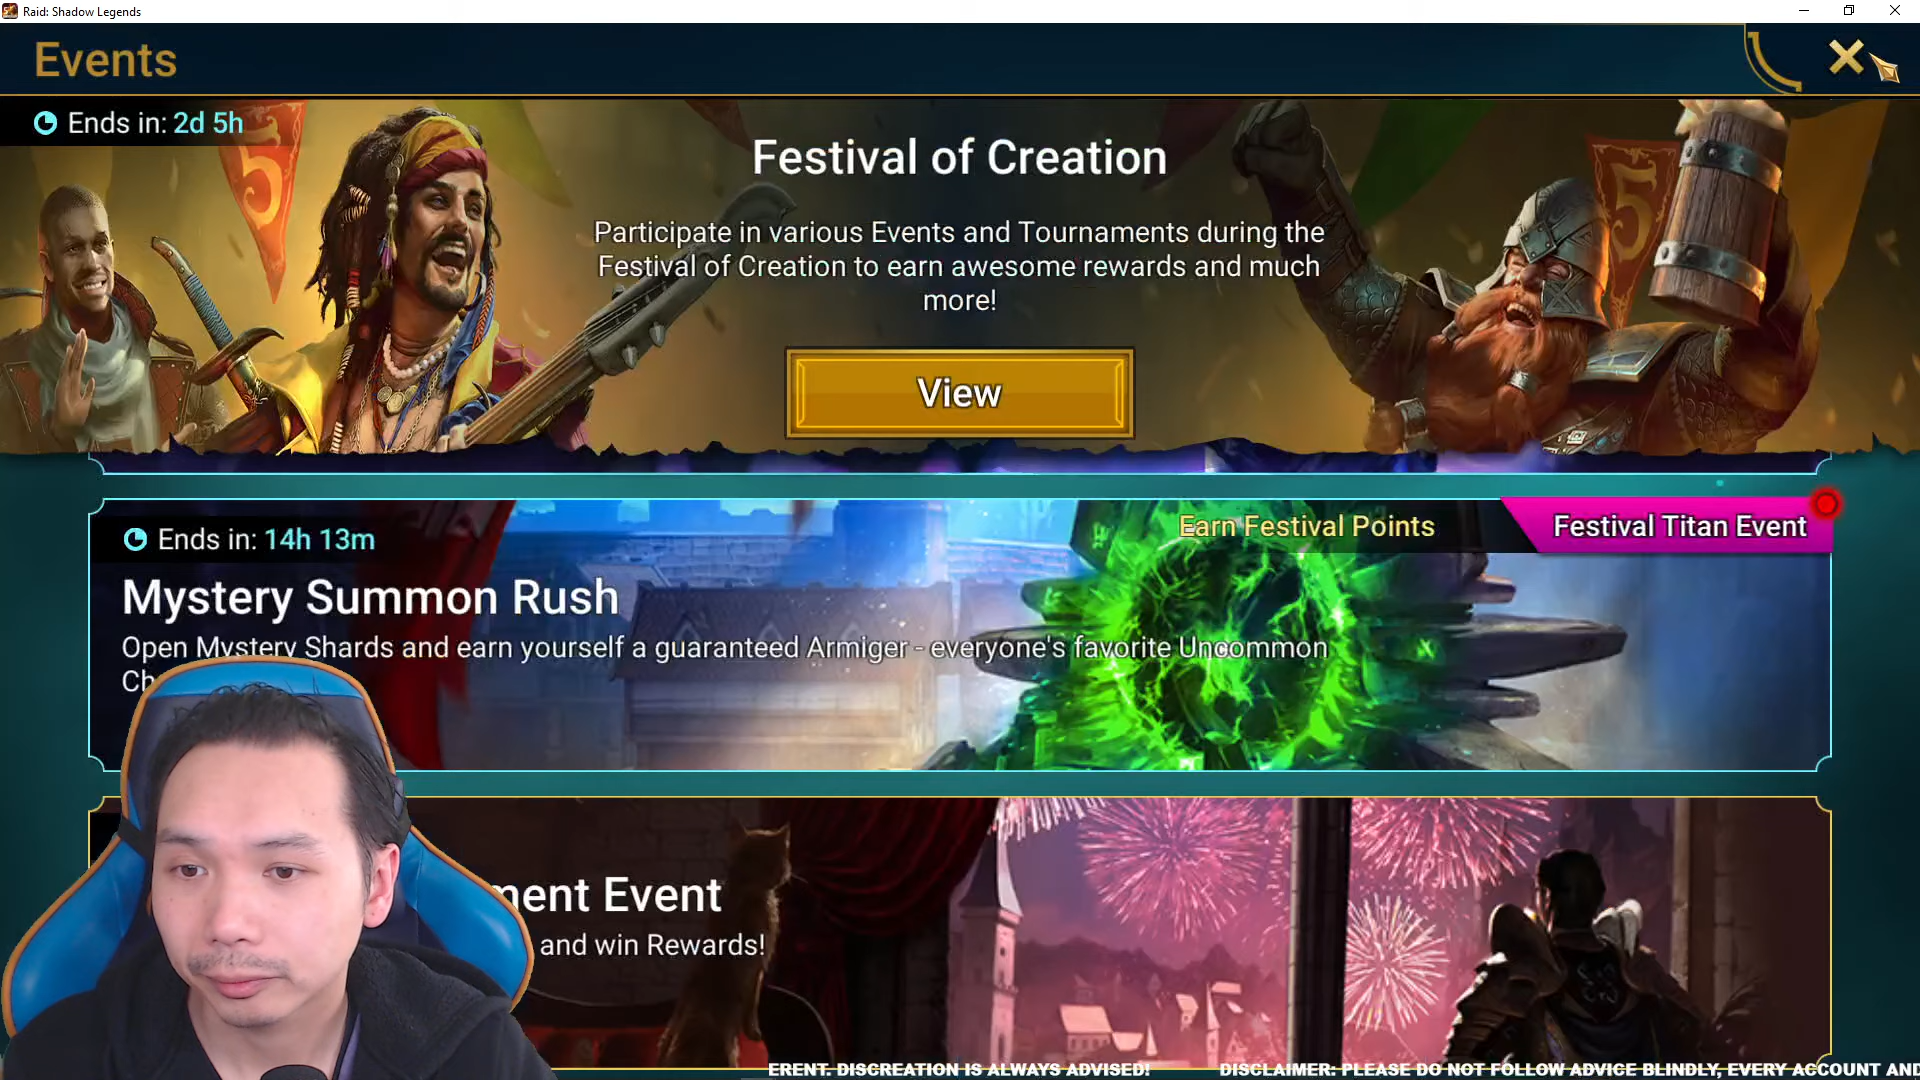 Raid: Shadow Legends
Events
Ends in: 2d 5h
5
5
Festival of Creation
Participate in various Events and Tournaments during the
Festival of Creation to earn awesome rewards and much
more!
View
Ends in: 14h 13m
Earn Festival Points
Festival Titan Event
Mystery Summon Rush
Open Mystery Shards and earn yourself a guaranteed Armiger - everyone's favorite Uncommon
Ch
ment Event
and win Rewards!
ERENT. DISCREATION IS ALWAYS ADVISED! DISCLAIMER: PLEASE DO NOT FOLLOW ADVICE BLINDLY, EVERY ACCOUNT AND